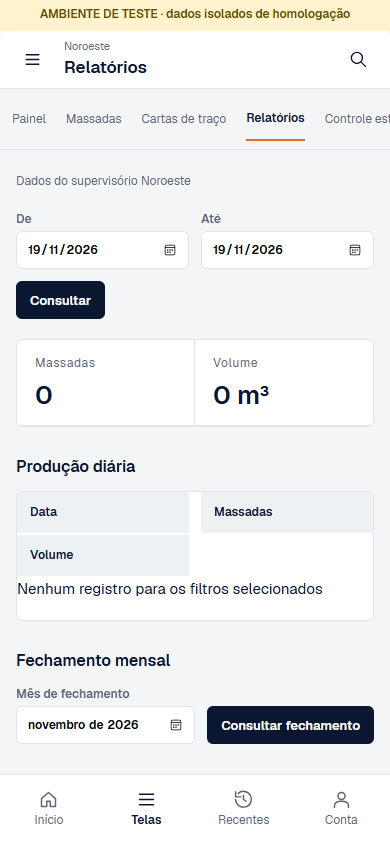 AMBIENTE DE TESTE · dados isolados de homologação
Noroeste
Relatórios
Painel
Massadas
Cartas de traço
Relatórios
Controle est
Dados do supervisório Noroeste
De
Até
19/11/2026
19/11/2026
Consultar
Massadas
Volume
0
0 m³
Produção diária
Data
Massadas
Volume
Nenhum registro para os filtros selecionados
Fechamento mensal
Mês de fechamento
novembro de 2026
Consultar fechamento
Início
Telas
Recentes
Conta